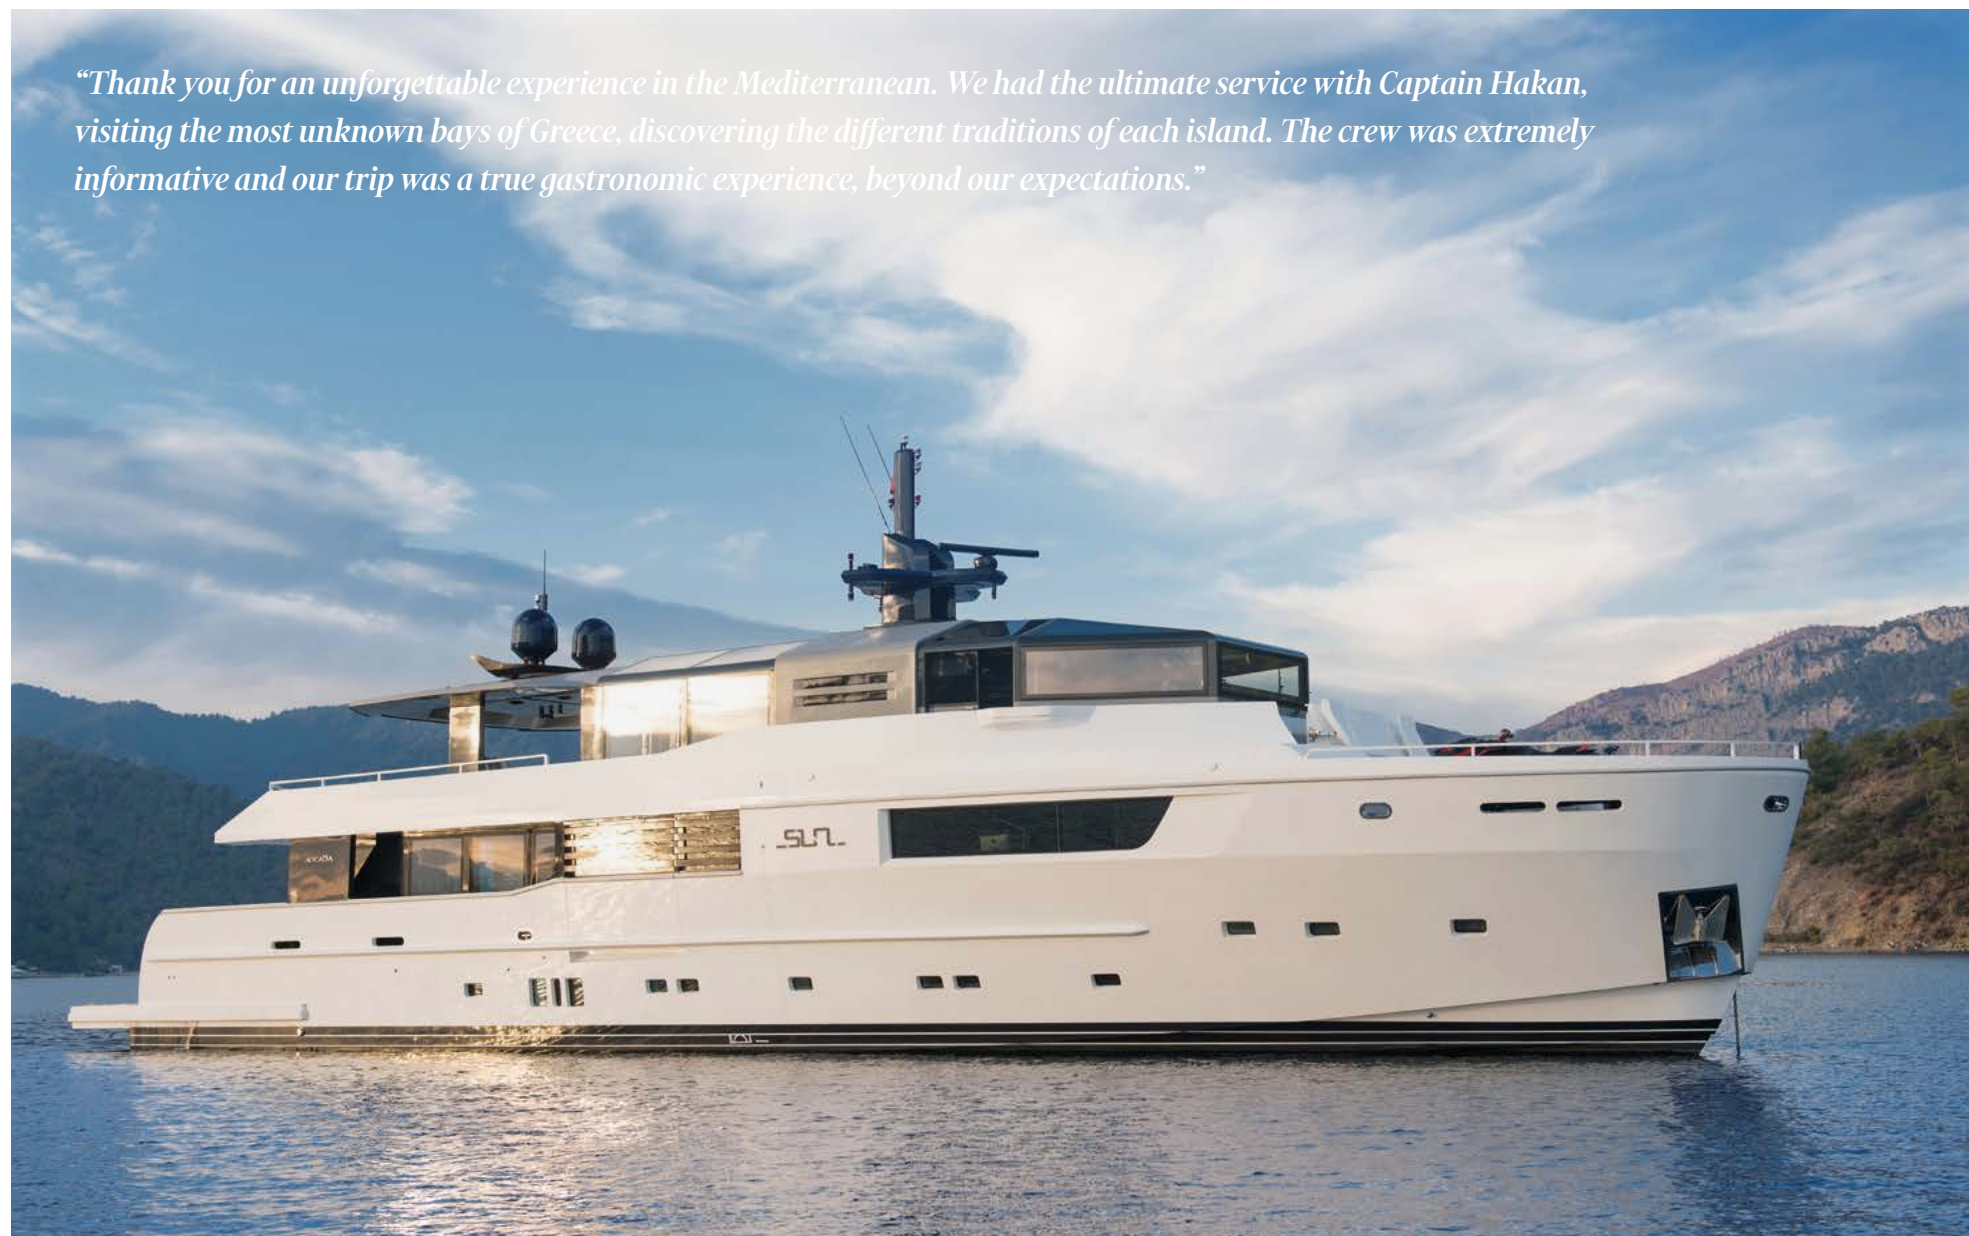 “Thank you for an unforgettable experience in the Mediterranean. We had the ultimate service with Captain Hakan,
visiting the most unknown bays of Greece, discovering the different traditions of each island. The crew was extremely
informative and our trip was a true gastronomic experience, beyond our expectations.”
SUN
ARCADIA